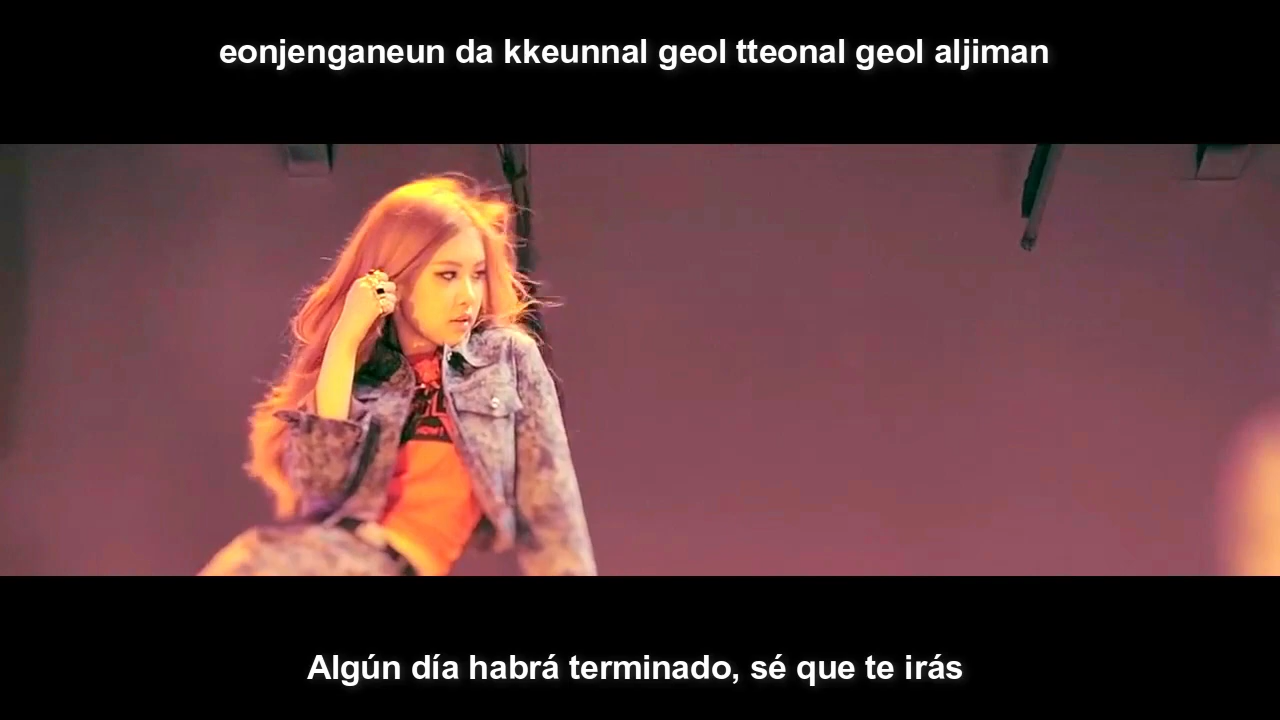 eonjenganeun da kkeunnal geol tteonal geol aljiman
Algún día habrá terminado, sé que te irás